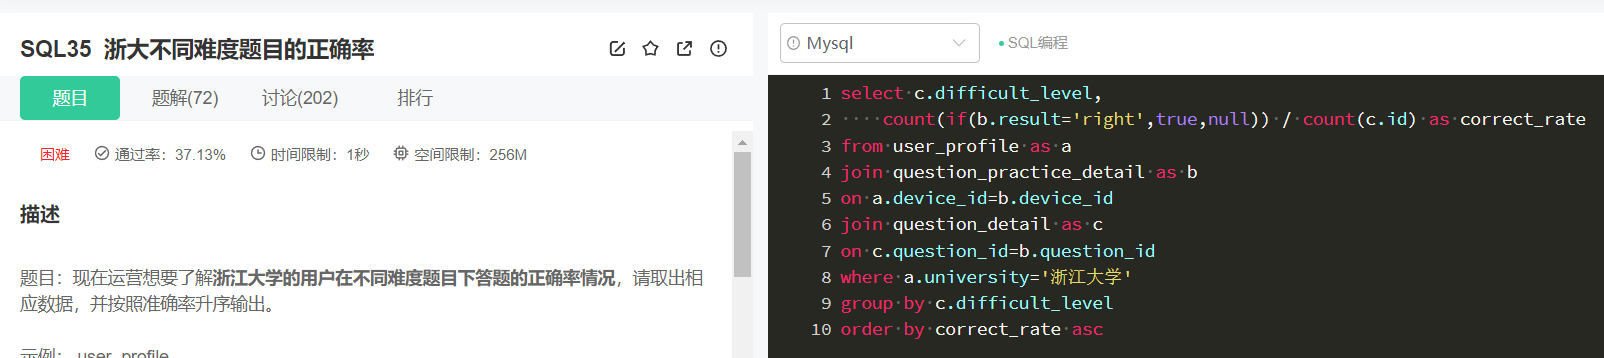 SQL35 浙大不同难度题目的正确率
题目 题解(72) 讨论(202) 排行
困难 通过率：37.13% 时间限制：1秒 空间限制：256M
描述
题目：现在运营想要了解浙江大学的用户在不同难度题目下答题的正确率情况，请取出相
应数据，并按照准确率升序输出。
示例： user_profile
Mysql
SQL编程
1 select c.difficult_level,
2 count(if(b.result='right',true,null)) / count(c.id) as correct_rate
3 from user_profile as a
4 join question_practice_detail as b
5 on a.device_id=b.device_id
6 join question_detail as c
7 on c.question_id=b.question_id
8 where a.university='浙江大学'
9 group by c.difficult_level
10 order by correct_rate asc